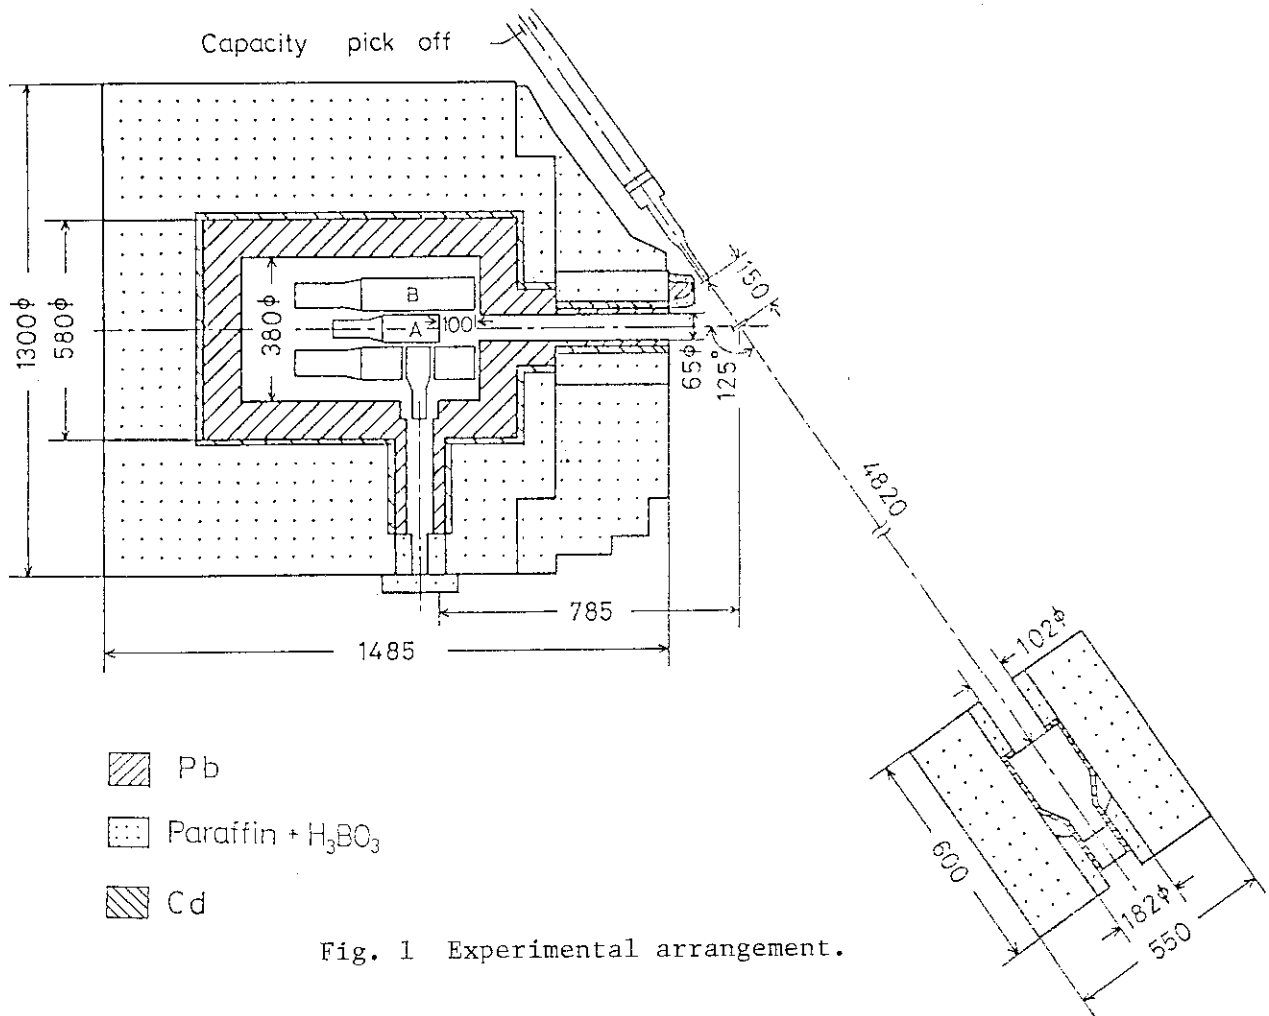 Capacity pick off
1300φ
580φ
380φ
B
A
100
150
65φ
125°
4820
785
1485
102φ
600
182φ
550
Pb
Paraffin + H₃BO₃
Cd
Fig. 1 Experimental arrangement.